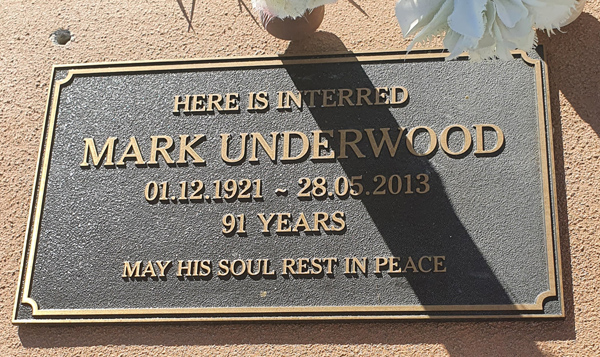 HERE IS INTERRED
MARK UNDERWOOD
01.12.1921 ~ 28.05.2013
91 YEARS
MAY HIS SOUL REST IN PEACE